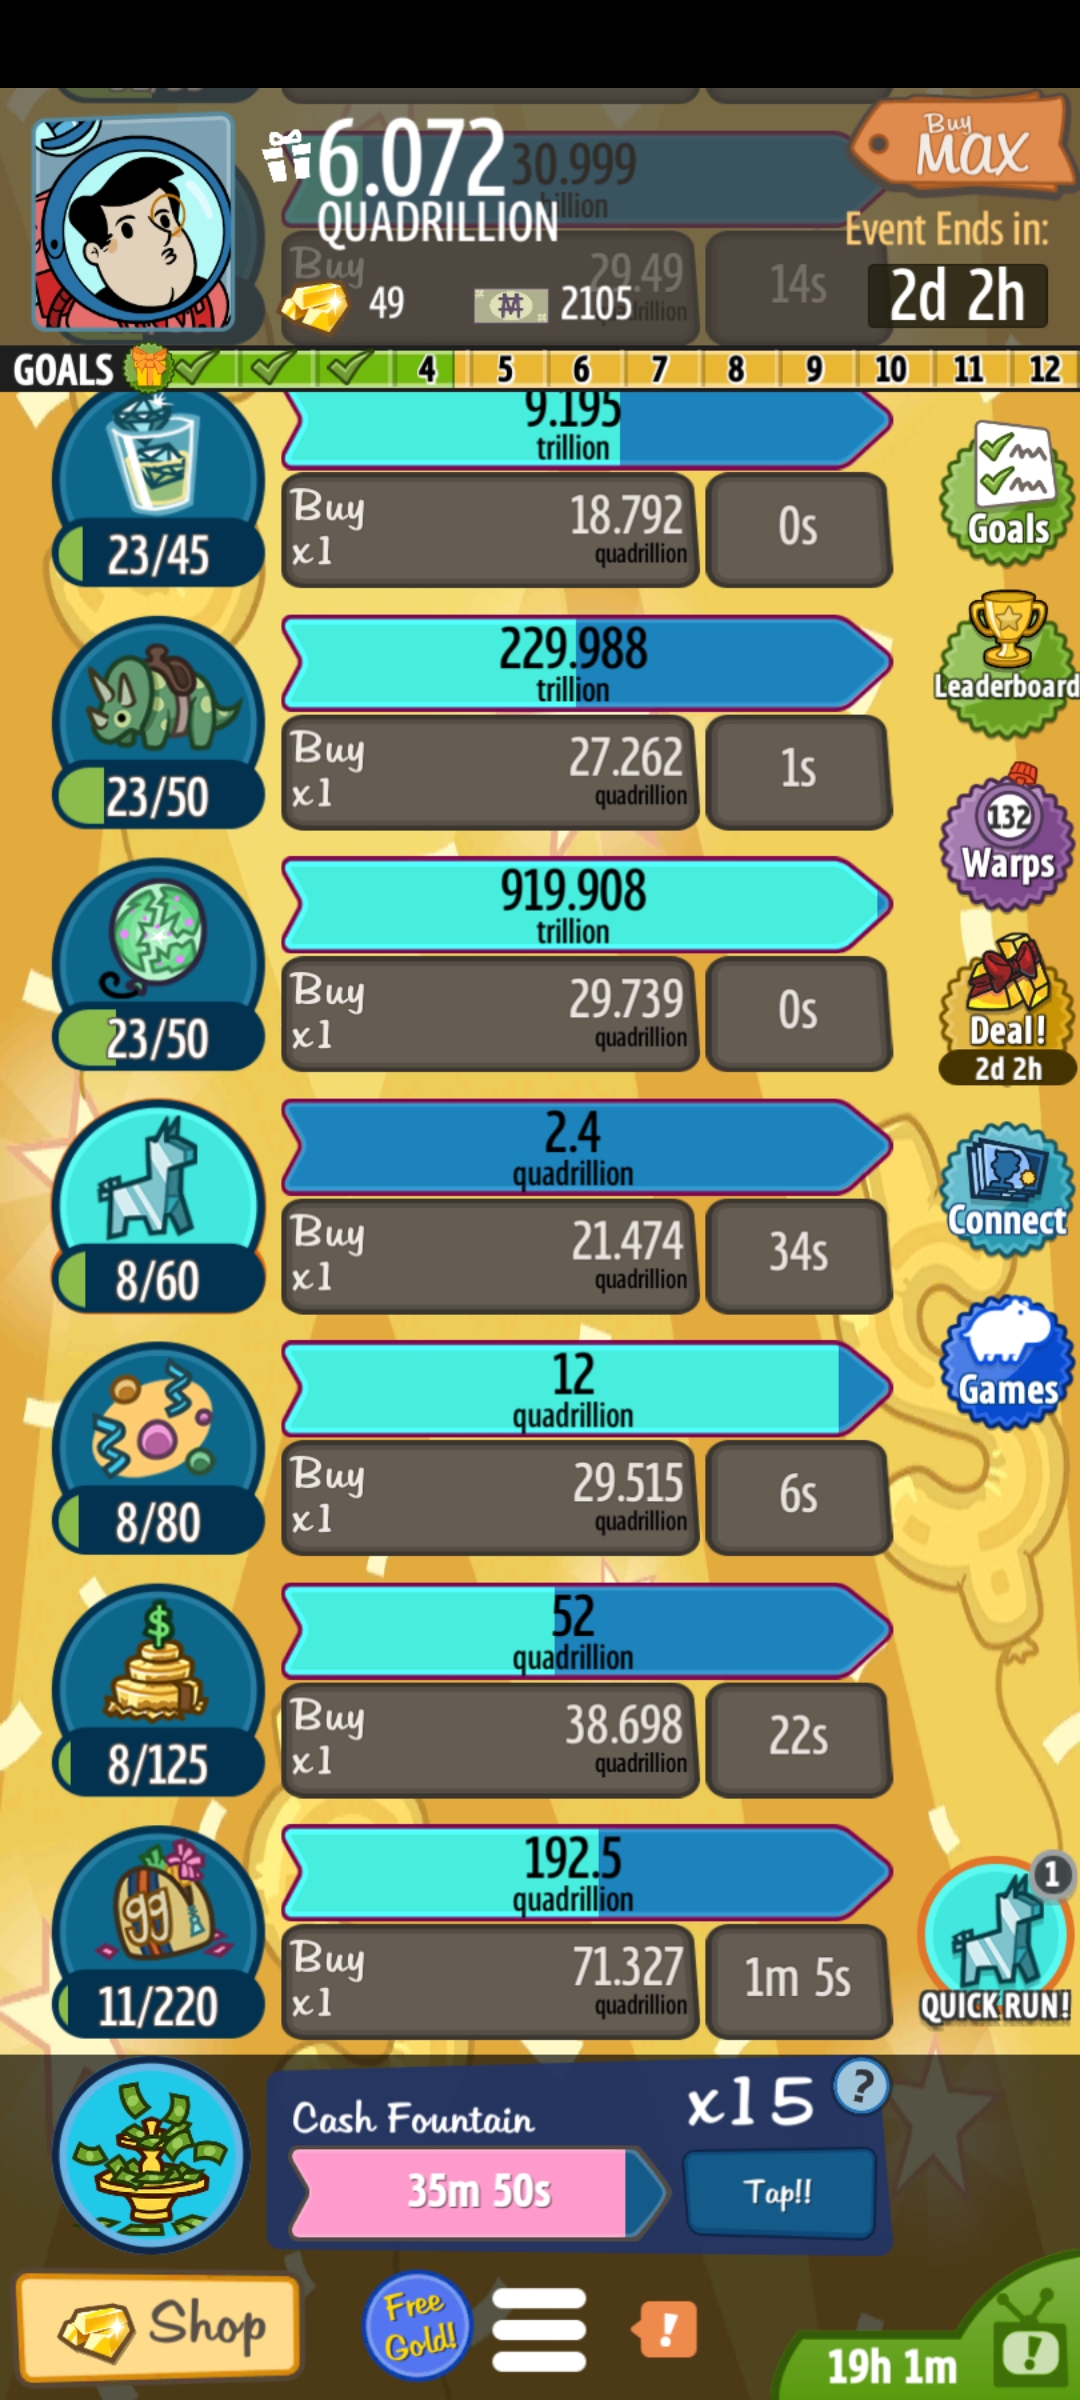 6.072
QUADRILLION
30.999
Buy
MAX
Event Ends in:
2d 2h
Buy
29.49
14s
49
2105
GOALS
4
5
6
7
8
9
10
11
12
9.195
trillion
23/45
Buy
x1
18.792
quadrillion
0s
Goals
229.988
trillion
23/50
Buy
x1
27.262
quadrillion
1s
Leaderboard
132
Warps
919.908
trillion
23/50
Buy
x1
29.739
quadrillion
0s
Deal!
2d 2h
2.4
quadrillion
8/60
Buy
x1
21.474
quadrillion
34s
Connect
12
quadrillion
8/80
Buy
x1
29.515
quadrillion
6s
Games
52
quadrillion
$
8/125
Buy
x1
38.698
quadrillion
22s
192.5
quadrillion
99
11/220
Buy
x1
71.327
quadrillion
1m 5s
1
QUICK RUN!
Cash Fountain
x15
?
35m 50s
Tap!!
Shop
Free
Gold!
!
19h 1m
!